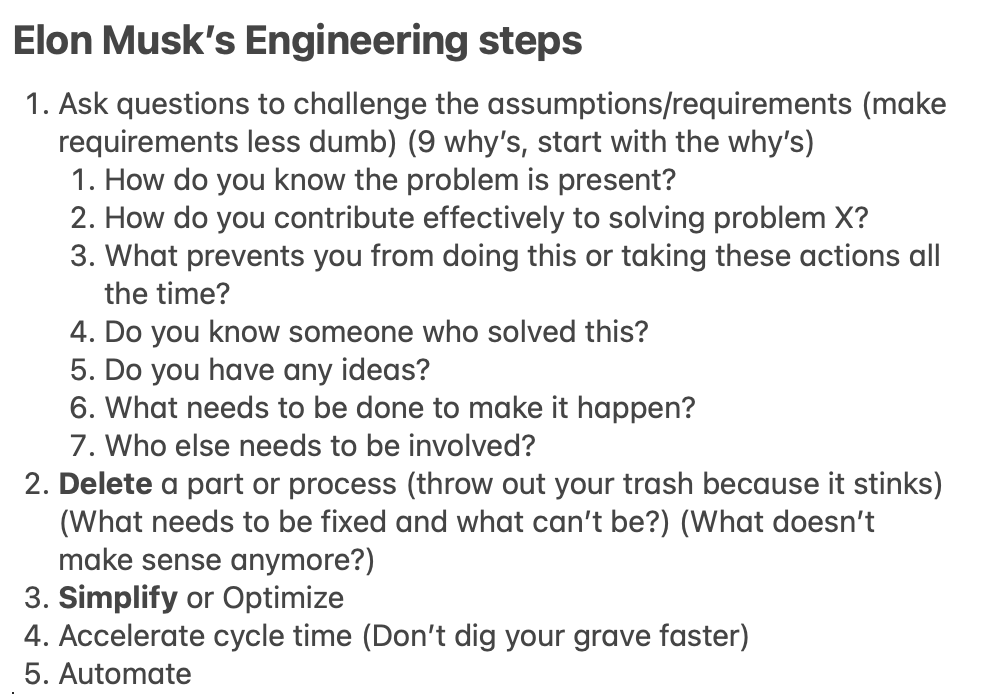 Elon Musk’s Engineering steps
1. Ask questions to challenge the assumptions/requirements (make
requirements less dumb) (9 why’s, start with the why’s)
1. How do you know the problem is present?
2. How do you contribute effectively to solving problem X?
3. What prevents you from doing this or taking these actions all
the time?
4. Do you know someone who solved this?
5. Do you have any ideas?
6. What needs to be done to make it happen?
7. Who else needs to be involved?
2. Delete a part or process (throw out your trash because it stinks)
(What needs to be fixed and what can’t be?) (What doesn’t
make sense anymore?)
3. Simplify or Optimize
4. Accelerate cycle time (Don’t dig your grave faster)
5. Automate